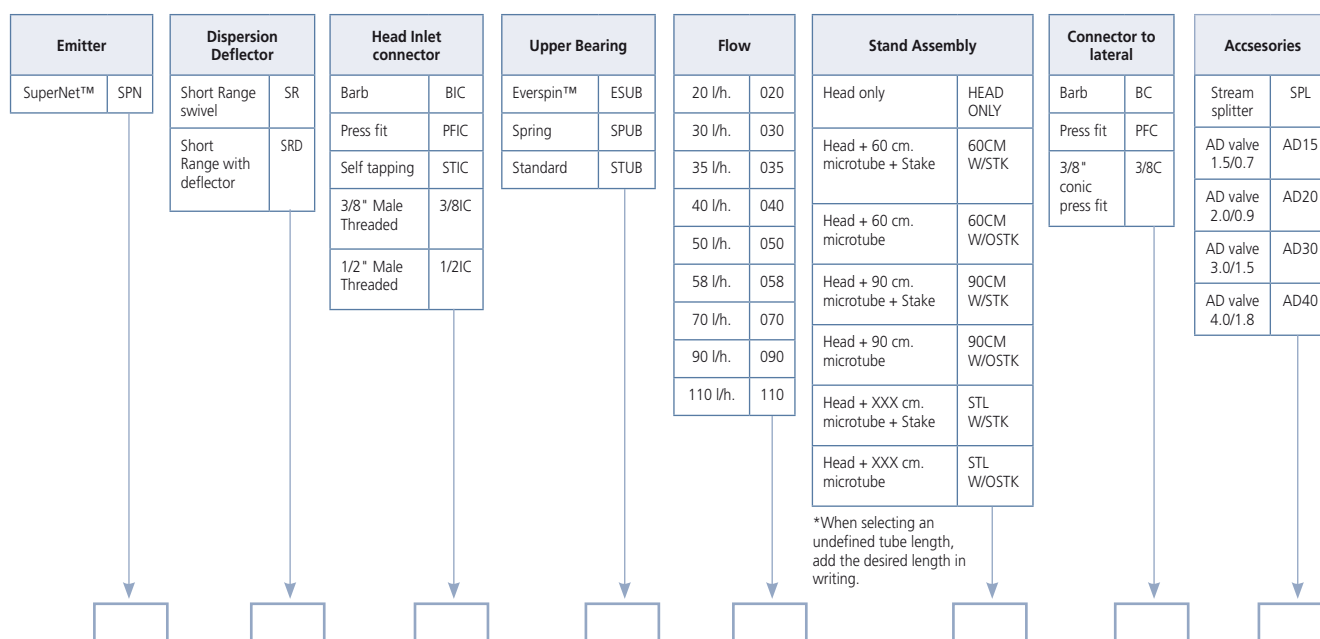 Emitter
SuperNet™ SPN
Dispersion
Deflector
Short Range SR
swivel
Short SRD
Range with
deflector
Head Inlet
connector
Barb BIC
Press fit PFIC
Self tapping STIC
3/8" Male 3/8IC
Threaded
1/2" Male 1/2IC
Threaded
Upper Bearing
Everspin™ ESUB
Spring SPUB
Standard STUB
Flow
20 l/h. 020
30 l/h. 030
35 l/h. 035
40 l/h. 040
50 l/h. 050
58 l/h. 058
70 l/h. 070
90 l/h. 090
110 l/h. 110
Stand Assembly
Head only HEAD
ONLY
Head + 60 cm. 60CM
microtube + Stake W/STK
Head + 60 cm. 60CM
microtube W/OSTK
Head + 90 cm. 90CM
microtube + Stake W/STK
Head + 90 cm. 90CM
microtube W/OSTK
Head + XXX cm. STL
microtube + Stake W/STK
Head + XXX cm. STL
microtube W/OSTK
*When selecting an
undefined tube length,
add the desired length in
writing.
Connector to
lateral
Barb BC
Press fit PFC
3/8" 3/8C
conic
press fit
Accsesories
Stream SPL
splitter
AD valve AD15
1.5/0.7
AD valve AD20
2.0/0.9
AD valve AD30
3.0/1.5
AD valve AD40
4.0/1.8